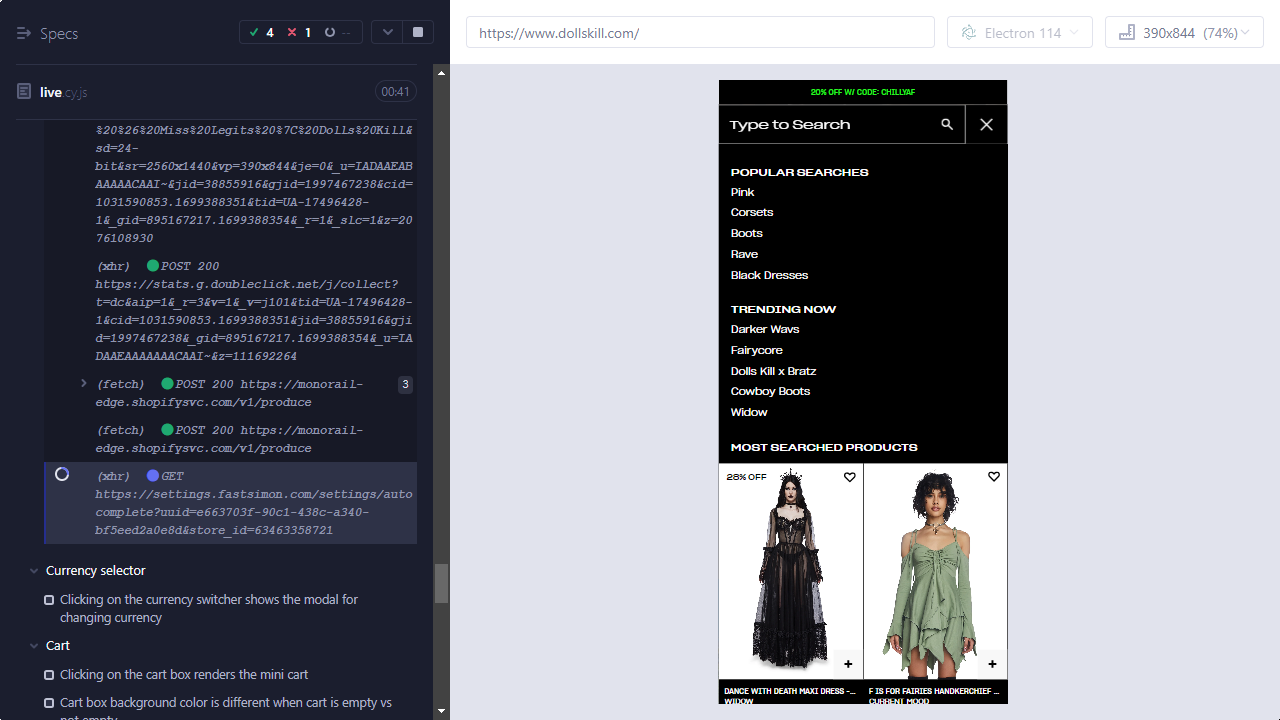 Specs
4
1
--
live.cy.js
00:41
%20%26%20Miss%20Legits%20%7C%20Dolls%20Kill&
sd=24-
bit&sr=2560x1440&vp=390x844&je=0&_u=IADAAEAB
AAAAACAAI~&jid=38855916&gjid=1997467238&cid=
1031590853.1699388351&tid=UA-17496428-
1&_gid=895167217.1699388354&_r=1&_slc=1&z=20
76108930
(xhr) POST 200
https://stats.g.doubleclick.net/j/collect?
t=dc&aip=1&_r=3&v=1&_v=j101&tid=UA-17496428-
1&cid=1031590853.1699388351&jid=38855916&gji
d=1997467238&_gid=895167217.1699388354&_u=IA
DAAEAAAAAAACAAI~&z=111692264
(fetch) POST 200 https://monorail-
edge.shopifysvc.com/v1/produce
3
(fetch) POST 200 https://monorail-
edge.shopifysvc.com/v1/produce
(xhr) GET
https://settings.fastsimon.com/settings/auto
complete?uuid=e663703f-90c1-438c-a340-
bf5eed2a0e8d&store_id=63463358721
Currency selector
Clicking on the currency switcher shows the modal for
changing currency
Cart
Clicking on the cart box renders the mini cart
Cart box background color is different when cart is empty vs
not empty
https://www.dollskill.com/
Electron 114
390x844 (74%)
20% OFF W/ CODE: CHILLYAF
Type to Search
POPULAR SEARCHES
Pink
Corsets
Boots
Rave
Black Dresses
TRENDING NOW
Darker Wavs
Fairycore
Dolls Kill x Bratz
Cowboy Boots
Widow
MOST SEARCHED PRODUCTS
28% OFF
DANCE WITH DEATH MAXI DRESS -...
WIDOW
F IS FOR FAIRIES HANDKERCHIEF ...
CURRENT MOOD